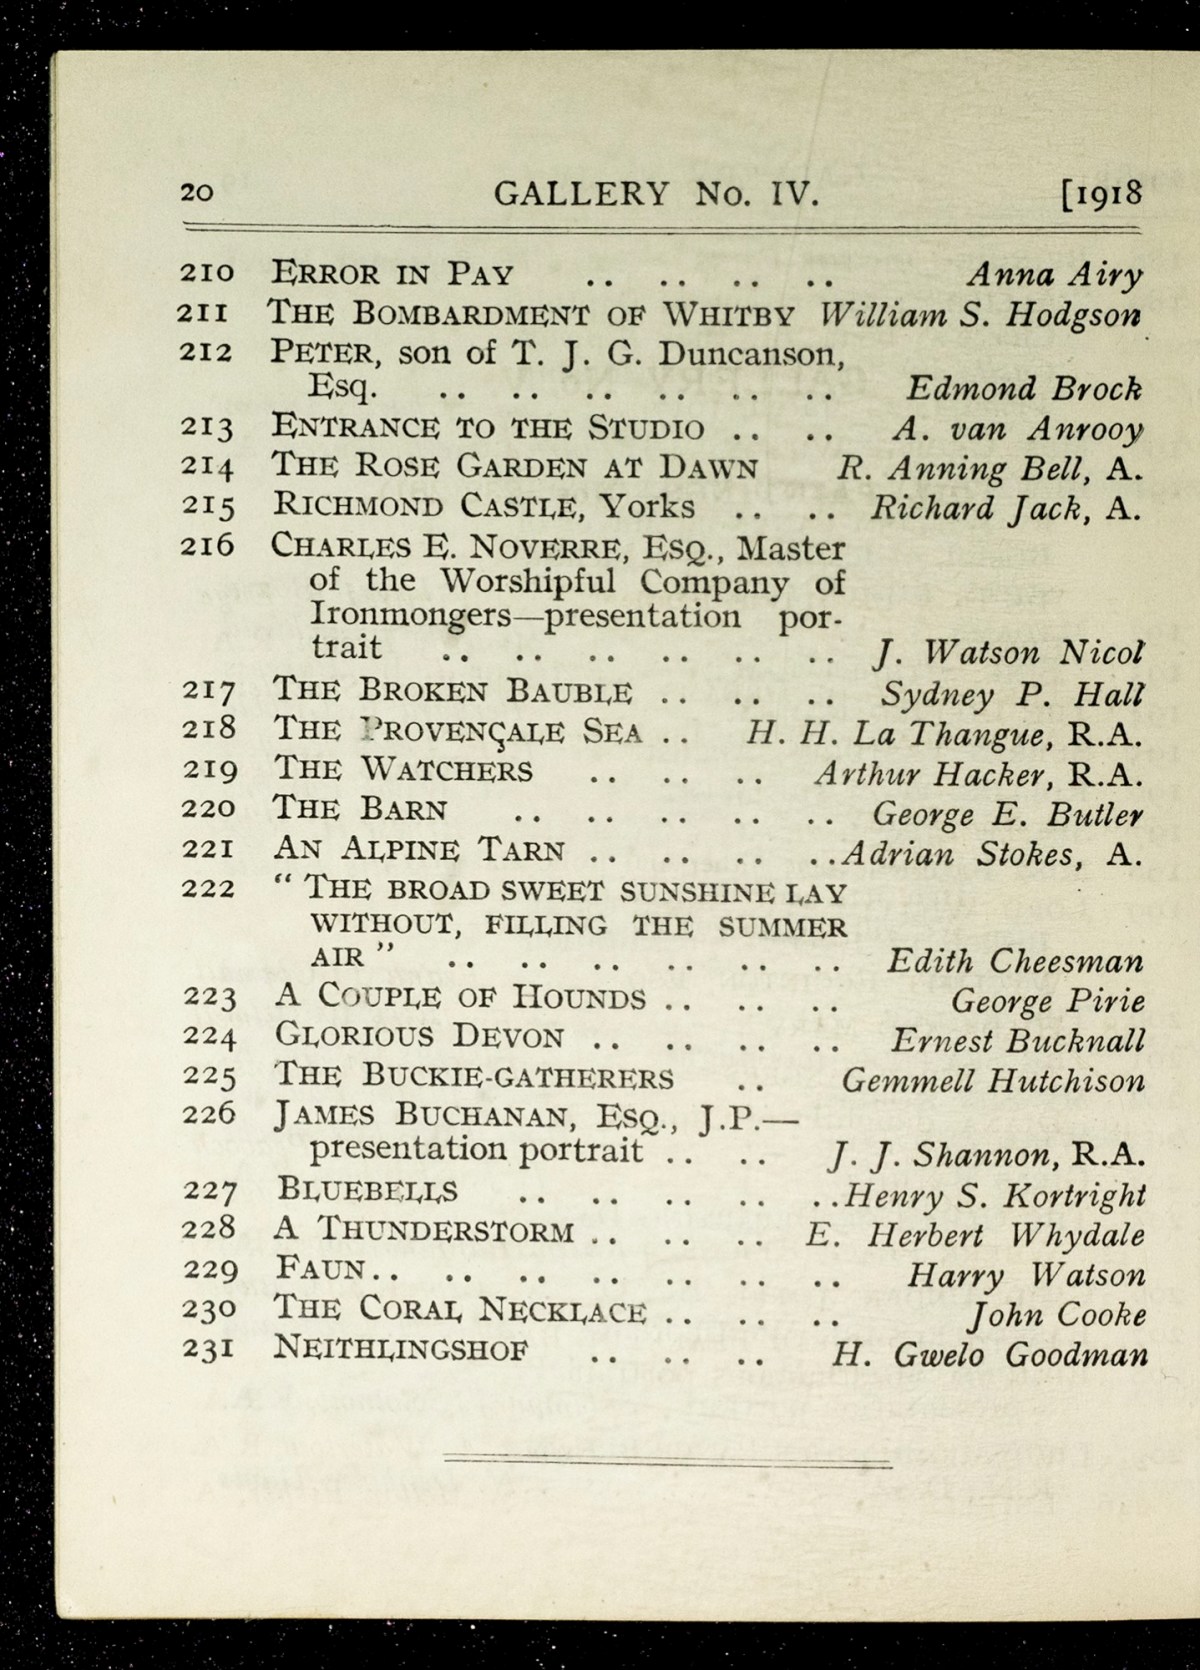 20 GALLERY No. IV. [1918
210 ERROR IN PAY .. .. .. .. Anna Airy
211 THE BOMBARDMENT OF WHITBY William S. Hodgson
212 PETER, son of T. J. G. Duncanson,
Esq. .. .. .. .. .. .. Edmond Brock
213 ENTRANCE TO THE STUDIO .. .. A. van Anrooy
214 THE ROSE GARDEN AT DAWN R. Anning Bell, A.
215 RICHMOND CASTLE, Yorks .. .. Richard Jack, A.
216 CHARLES E. NOVERRE, ESQ., Master
of the Worshipful Company of
Ironmongers—presentation por-
trait .. .. .. .. .. .. J. Watson Nicol
217 THE BROKEN BAUBLE .. .. .. Sydney P. Hall
218 THE PROVENÇALE SEA .. H. H. La Thangue, R.A.
219 THE WATCHERS .. .. .. Arthur Hacker, R.A.
220 THE BARN .. .. .. .. .. George E. Butler
221 AN ALPINE TARN .. .. .. .. Adrian Stokes, A.
222 “ THE BROAD SWEET SUNSHINE LAY
WITHOUT, FILLING THE SUMMER
AIR ” .. .. .. .. .. .. Edith Cheesman
223 A COUPLE OF HOUNDS .. .. .. George Pirie
224 GLORIOUS DEVON .. .. .. .. Ernest Bucknall
225 THE BUCKIE-GATHERERS .. Gemmell Hutchison
226 JAMES BUCHANAN, ESQ., J.P.—
presentation portrait .. .. J. J. Shannon, R.A.
227 BLUEBELLS .. .. .. .. .. Henry S. Kortright
228 A THUNDERSTORM .. .. .. E. Herbert Whydale
229 FAUN .. .. .. .. .. .. .. Harry Watson
230 THE CORAL NECKLACE .. .. .. John Cooke
231 NEITHLINGSHOF .. .. .. H. Gwelo Goodman